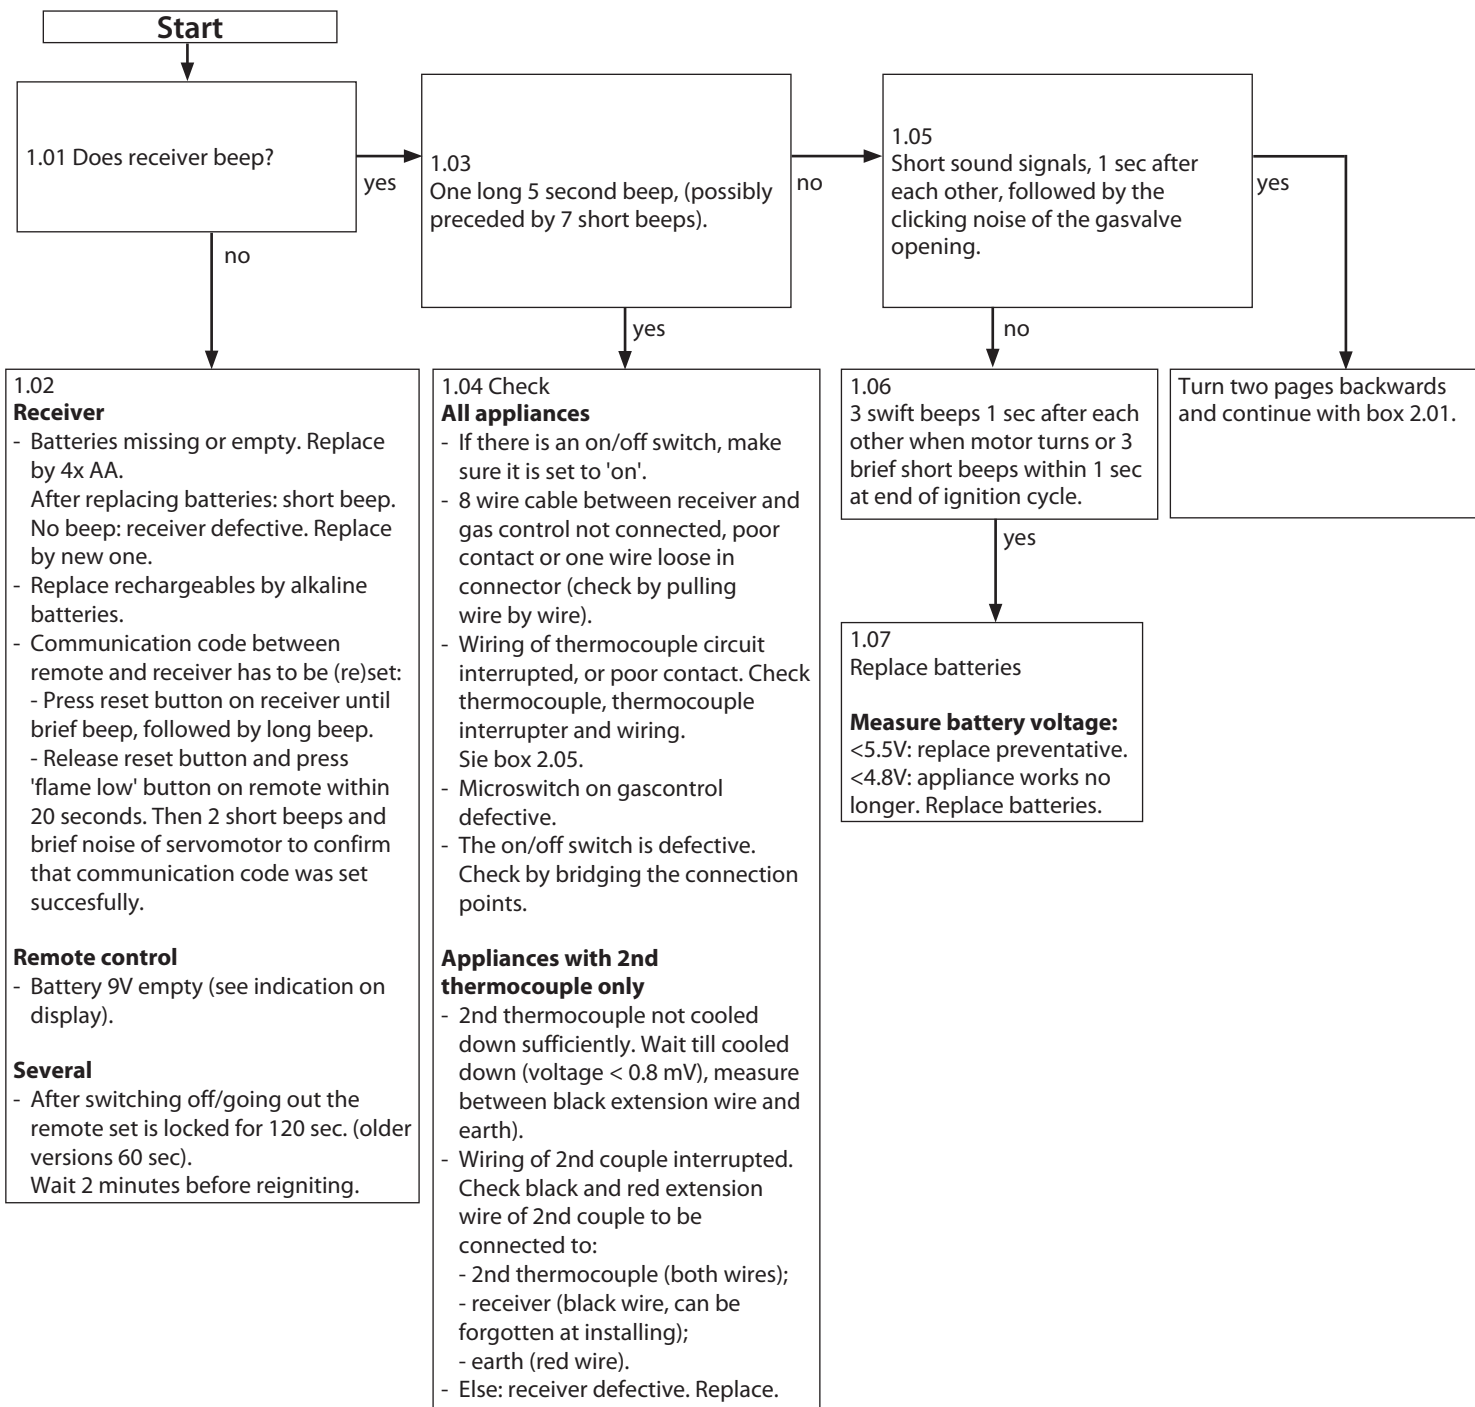 Start
1.01 Does receiver beep?
yes
no
1.03
One long 5 second beep, (possibly
preceded by 7 short beeps).
no
yes
1.05
Short sound signals, 1 sec after
each other, followed by the
clicking noise of the gasvalve
opening.
yes
no
1.02
Receiver
- Batteries missing or empty. Replace
by 4x AA.
After replacing batteries: short beep.
No beep: receiver defective. Replace
by new one.
- Replace rechargeables by alkaline
batteries.
- Communication code between
remote and receiver has to be (re)set:
- Press reset button on receiver until
brief beep, followed by long beep.
- Release reset button and press
'flame low' button on remote within
20 seconds. Then 2 short beeps and
brief noise of servomotor to confirm
that communication code was set
succesfully.
Remote control
- Battery 9V empty (see indication on
display).
Several
- After switching off/going out the
remote set is locked for 120 sec. (older
versions 60 sec).
Wait 2 minutes before reigniting.
1.04 Check
All appliances
- If there is an on/off switch, make
sure it is set to 'on'.
- 8 wire cable between receiver and
gas control not connected, poor
contact or one wire loose in
connector (check by pulling
wire by wire).
- Wiring of thermocouple circuit
interrupted, or poor contact. Check
thermocouple, thermocouple
interrupter and wiring.
Sie box 2.05.
- Microswitch on gascontrol
defective.
- The on/off switch is defective.
Check by bridging the connection
points.
Appliances with 2nd
thermocouple only
- 2nd thermocouple not cooled
down sufficiently. Wait till cooled
down (voltage < 0.8 mV), measure
between black extension wire and
earth).
- Wiring of 2nd couple interrupted.
Check black and red extension
wire of 2nd couple to be
connected to:
- 2nd thermocouple (both wires);
- receiver (black wire, can be
forgotten at installing);
- earth (red wire).
- Else: receiver defective. Replace.
1.06
3 swift beeps 1 sec after each
other when motor turns or 3
brief short beeps within 1 sec
at end of ignition cycle.
yes
1.07
Replace batteries
Measure battery voltage:
<5.5V: replace preventative.
<4.8V: appliance works no
longer. Replace batteries.
Turn two pages backwards
and continue with box 2.01.